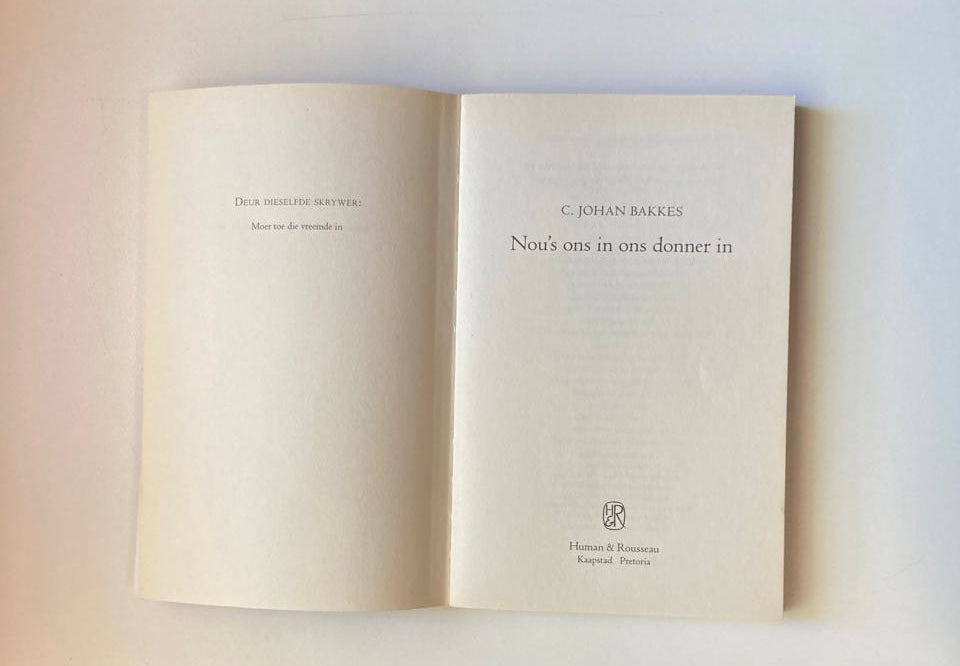 DEUR DIESELFDE SKRYWER:
Moer toe die vreemde in
C. JOHAN BAKKES
Nou's ons in ons donner in
H&R
Human & Rousseau
Kaapstad Pretoria